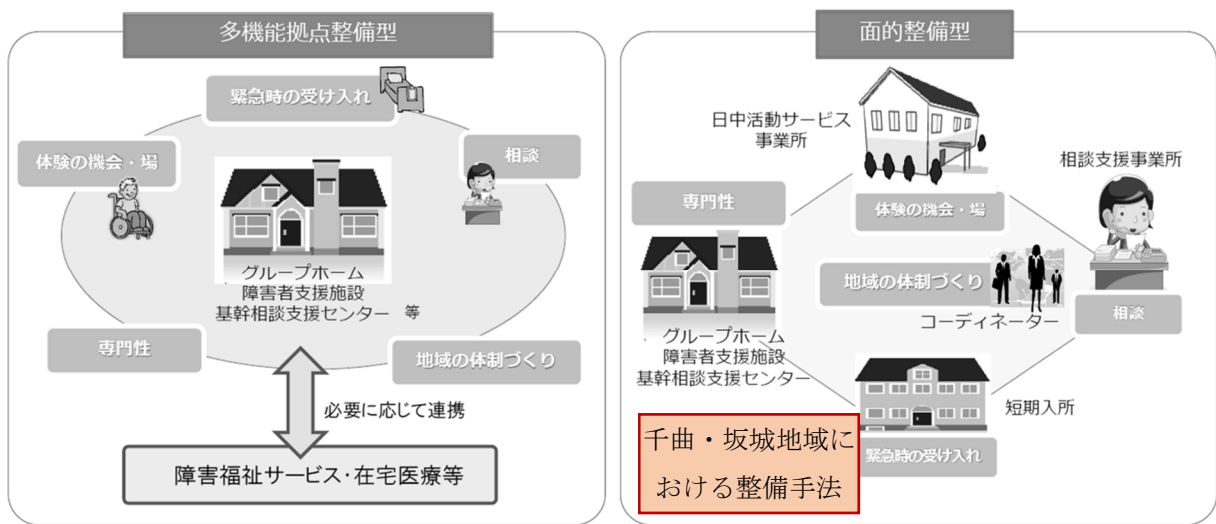 多機能拠点整備型
緊急時の受け入れ
体験の機会・場
相談
グループホーム
障害者支援施設
基幹相談支援センター 等
専門性
地域の体制づくり
必要に応じて連携
障害福祉サービス・在宅医療等
面的整備型
日中活動サービス
事業所
相談支援事業所
専門性
体験の機会・場
地域の体制づくり
コーディネーター
相談
グループホーム
障害者支援施設
基幹相談支援センター
短期入所
緊急時の受け入れ
千曲・坂城地域に
おける整備手法